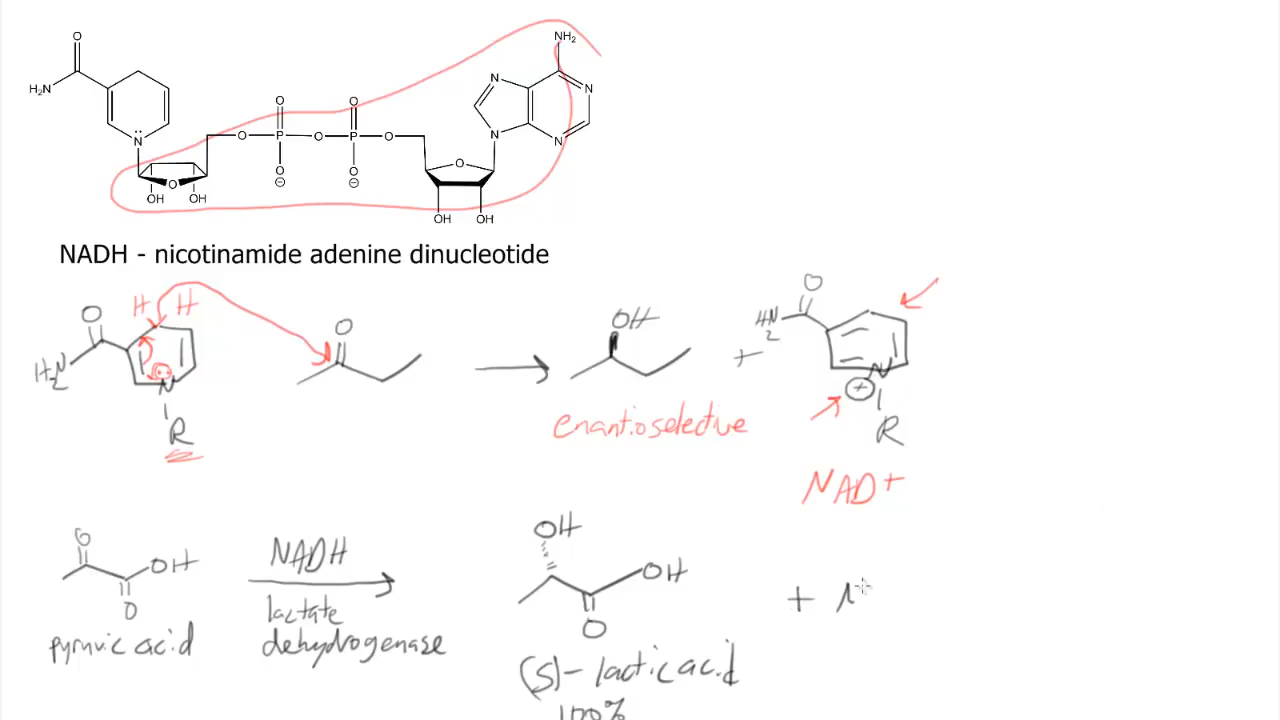 O
NH₂
H₂N
N
N
N
N
N
O
O
O
P
O
P
O
O
O
O
O
⊖
⊖
OH
OH
OH
OH
NADH - nicotinamide adenine dinucleotide
H H
O
H₂N
N
R
O
OH
enantioselective
+
O
H₂N
N
+
R
NAD+
O
OH
O
pyruvic acid
NADH
lactate
dehydrogenase
OH
OH
O
(S)- lactic acid
100%
+